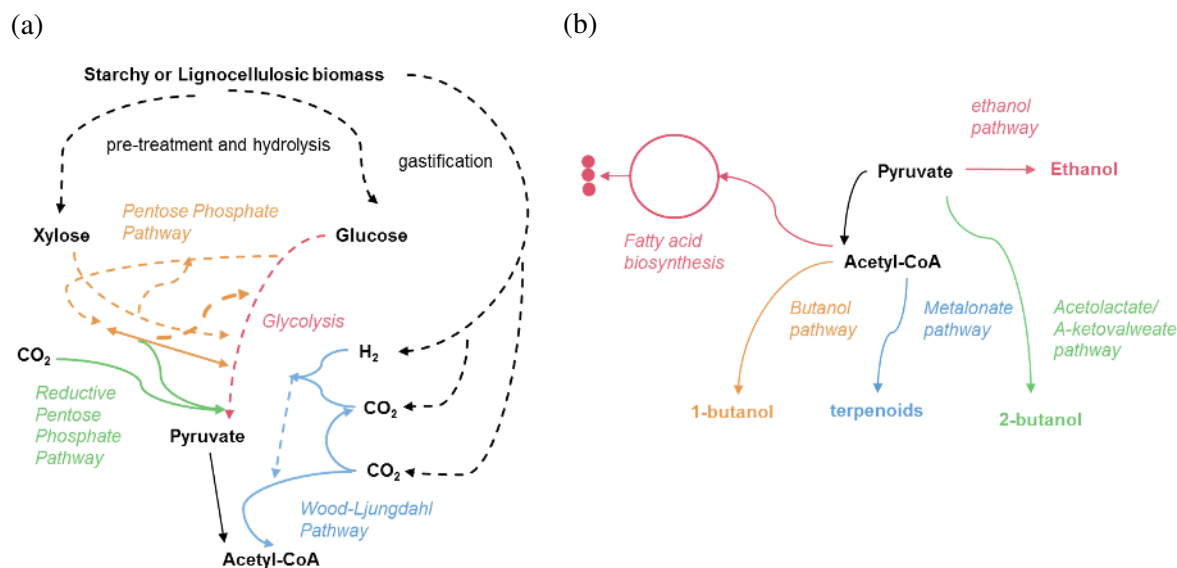 (a)
Starchy or Lignocellulosic biomass
pre-treatment and hydrolysis
gastification
Pentose Phosphate
Pathway
Xylose
Glucose
Glycolysis
CO2
H2
Reductive
Pentose
Phosphate
Pathway
CO2
Pyruvate
CO2
Wood-Ljungdahl
Pathway
Acetyl-CoA
(b)
ethanol
pathway
Pyruvate
Ethanol
Fatty acid
biosynthesis
Acetyl-CoA
Butanol
pathway
Metalonate
pathway
Acetolactate/
A-ketovalweate
pathway
1-butanol
terpenoids
2-butanol